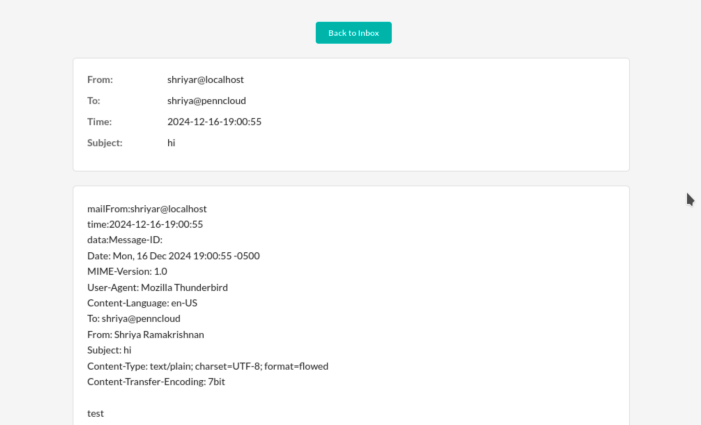 Back to Inbox
From: shriyar@localhost
To: shriya@penncloud
Time: 2024-12-16-19:00:55
Subject: hi
mailFrom:shriyar@localhost
time:2024-12-16-19:00:55
data:Message-ID:
Date: Mon, 16 Dec 2024 19:00:55 -0500
MIME-Version: 1.0
User-Agent: Mozilla Thunderbird
Content-Language: en-US
To: shriya@penncloud
From: Shriya Ramakrishnan
Subject: hi
Content-Type: text/plain; charset=UTF-8; format=flowed
Content-Transfer-Encoding: 7bit
test